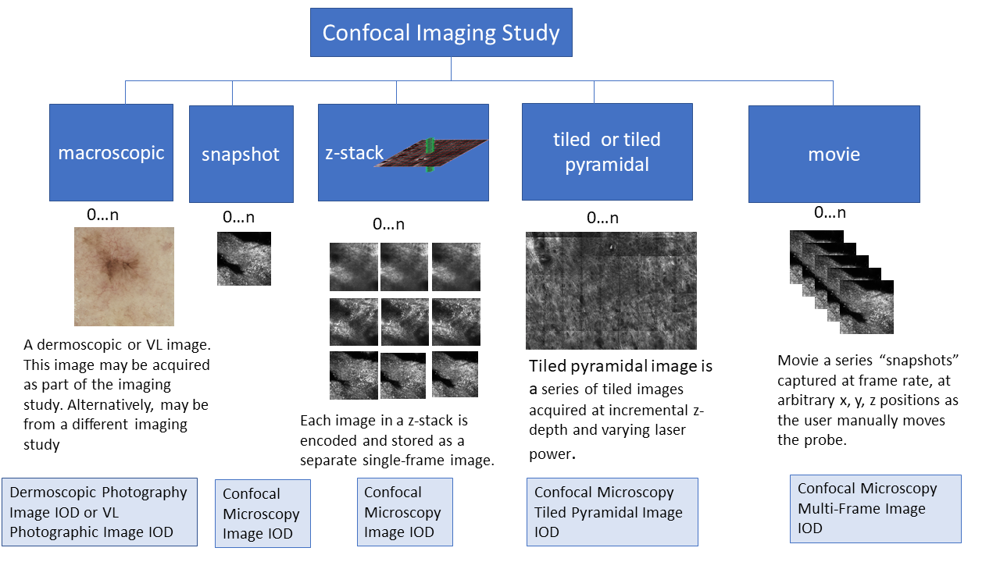 Confocal Imaging Study
macroscopic
snapshot
z-stack
tiled or tiled
pyramidal
movie
0...n
0...n
0...n
0...n
0...n
A dermoscopic or VL image.
This image may be acquired
as part of the imaging
study. Alternatively, may be
from a different imaging
study
Each image in a z-stack is
encoded and stored as a
separate single-frame image.
Tiled pyramidal image is
a series of tiled images
acquired at incremental z-
depth and varying laser
power.
Movie a series “snapshots”
captured at frame rate, at
arbitrary x, y, z positions as
the user manually moves
the probe.
Dermoscopic Photography
Image IOD or VL
Photographic Image IOD
Confocal
Microscopy
Image IOD
Confocal
Microscopy
Image IOD
Confocal Microscopy
Tiled Pyramidal Image
IOD
Confocal Microscopy
Multi-Frame Image
IOD